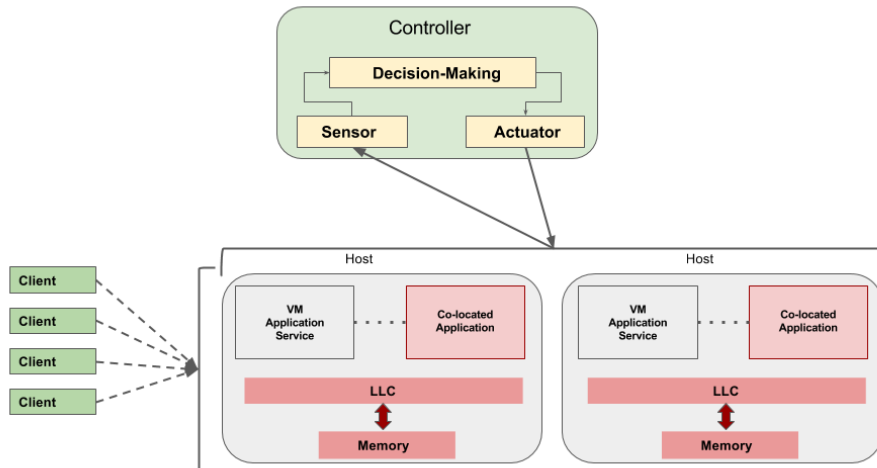 Controller
Decision-Making
Sensor
Actuator
Host
Host
Client
Client
Client
Client
VM
Application
Service
Co-located
Application
LLC
Memory
VM
Application
Service
Co-located
Application
LLC
Memory